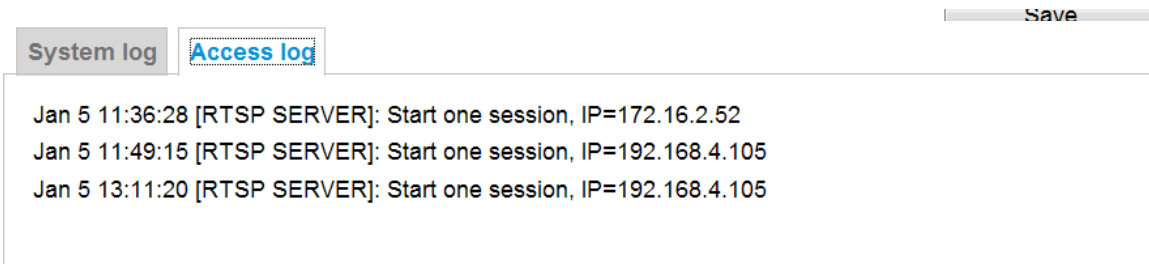 Save
System log Access log
Jan 5 11:36:28 [RTSP SERVER]: Start one session, IP=172.16.2.52
Jan 5 11:49:15 [RTSP SERVER]: Start one session, IP=192.168.4.105
Jan 5 13:11:20 [RTSP SERVER]: Start one session, IP=192.168.4.105